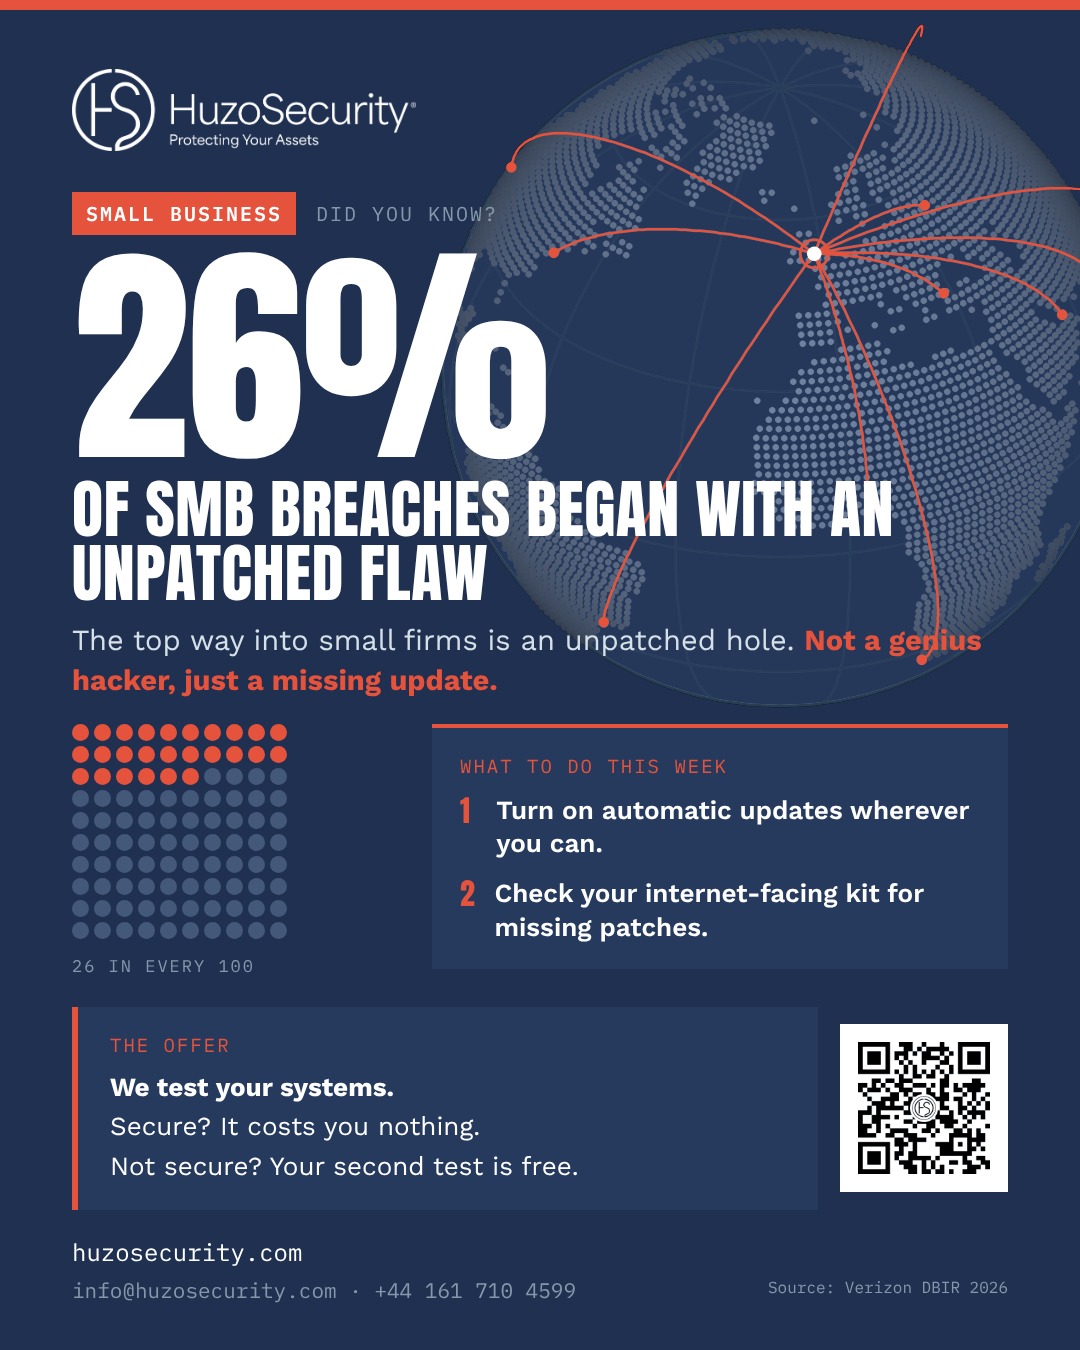 HS HuzoSecurity®
Protecting Your Assets
SMALL BUSINESS DID YOU KNOW?
26%
OF SMB BREACHES BEGAN WITH AN
UNPATCHED FLAW
The top way into small firms is an unpatched hole. Not a genius
hacker, just a missing update.
26 IN EVERY 100
WHAT TO DO THIS WEEK
1 Turn on automatic updates wherever
you can.
2 Check your internet-facing kit for
missing patches.
THE OFFER
We test your systems.
Secure? It costs you nothing.
Not secure? Your second test is free.
HS
huzosecurity.com
info@huzosecurity.com · +44 161 710 4599
Source: Verizon DBIR 2026